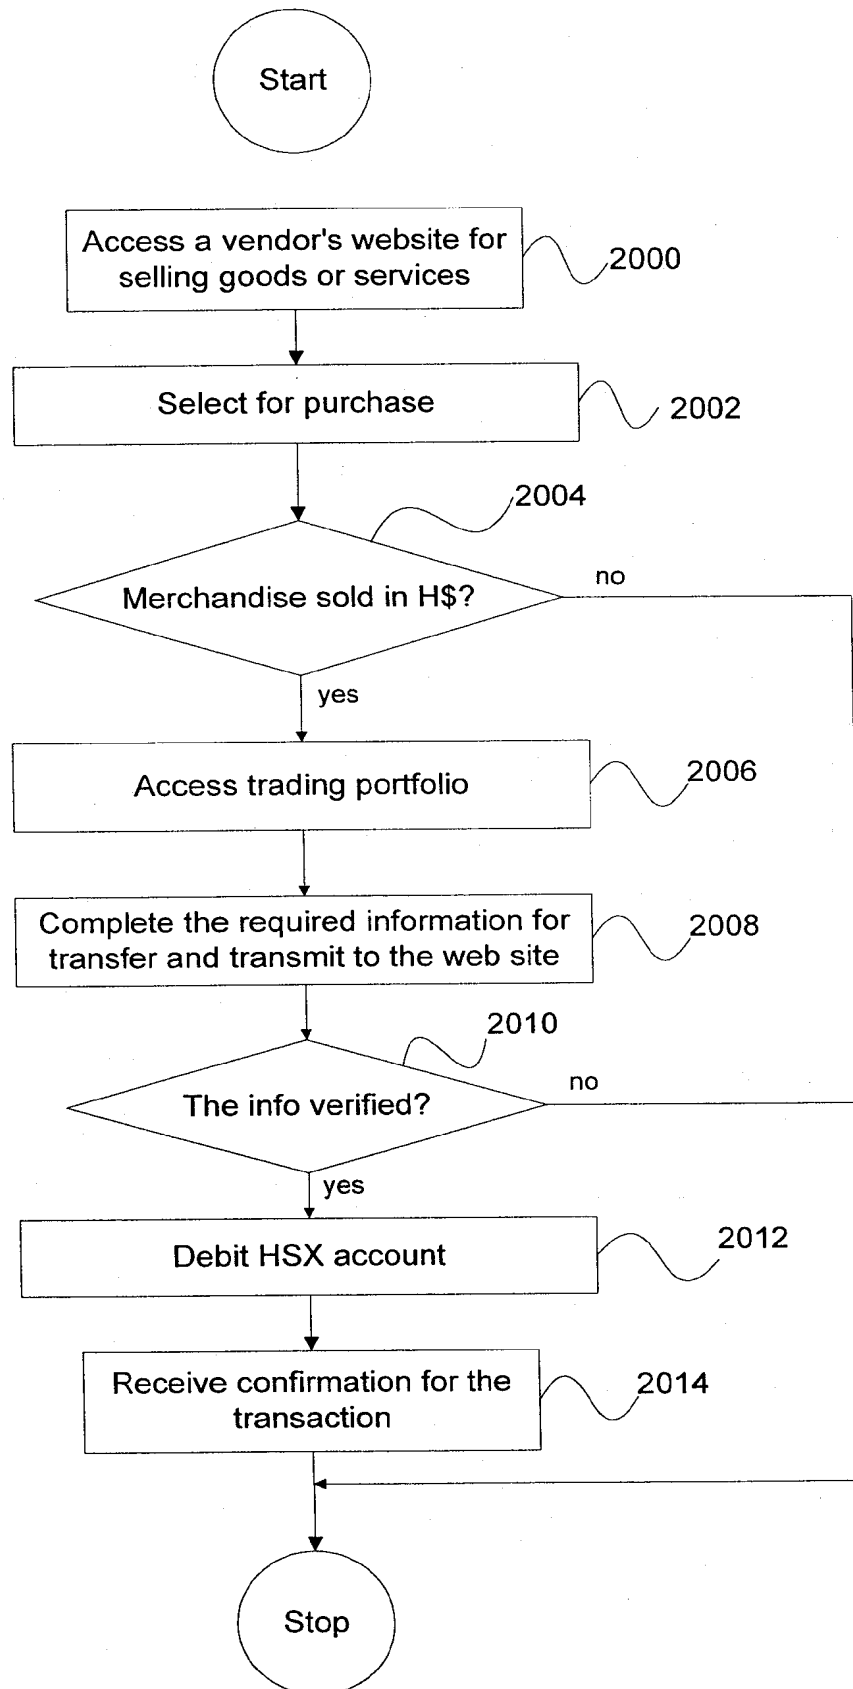 Start
Access a vendor's website for
selling goods or services
2000
Select for purchase
2002
2004
Merchandise sold in H$?
no
yes
Access trading portfolio
2006
Complete the required information for
transfer and transmit to the web site
2008
2010
The info verified?
no
yes
Debit HSX account
2012
Receive confirmation for the
transaction
2014
Stop